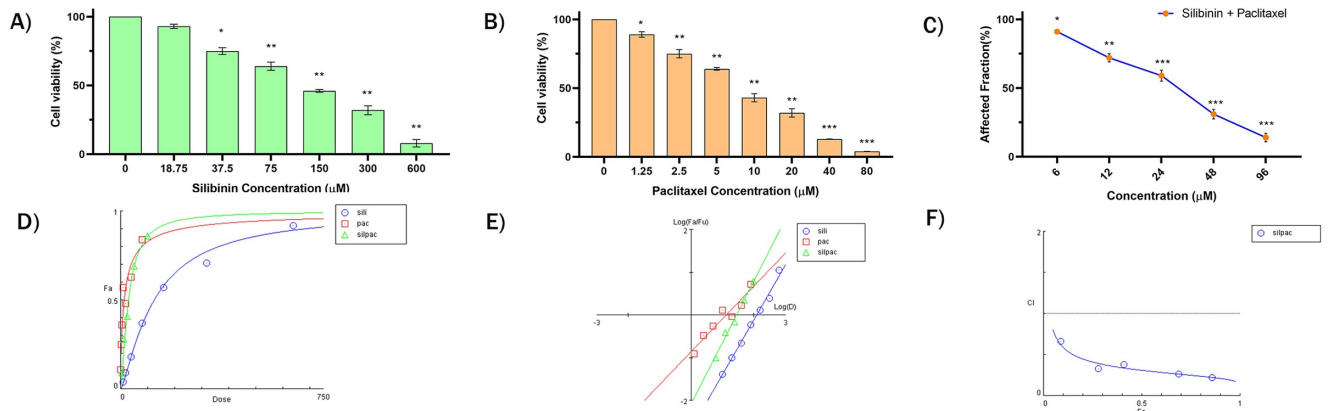 A)
Cell viability (%)
100
50
0
*
**
**
**
**
0 18.75 37.5 75 150 300 600
Silibinin Concentration (μM)
B)
Cell viability (%)
100
50
0
*
**
**
**
**
***
***
0 1.25 2.5 5 10 20 40 80
Paclitaxel Concentration (μM)
C)
Silibinin + Paclitaxel
Affected Fraction(%)
100
50
0
*
**
***
***
***
6 12 24 48 96
Concentration (μM)
D)
1
Fa
0.5
0
0 Dose 750
sili
pac
silpac
E)
Log(Fa/Fu)
2
Log(D)
-3 3
-2
sili
pac
silpac
F)
2
CI
0
0 0.5 1
silpac